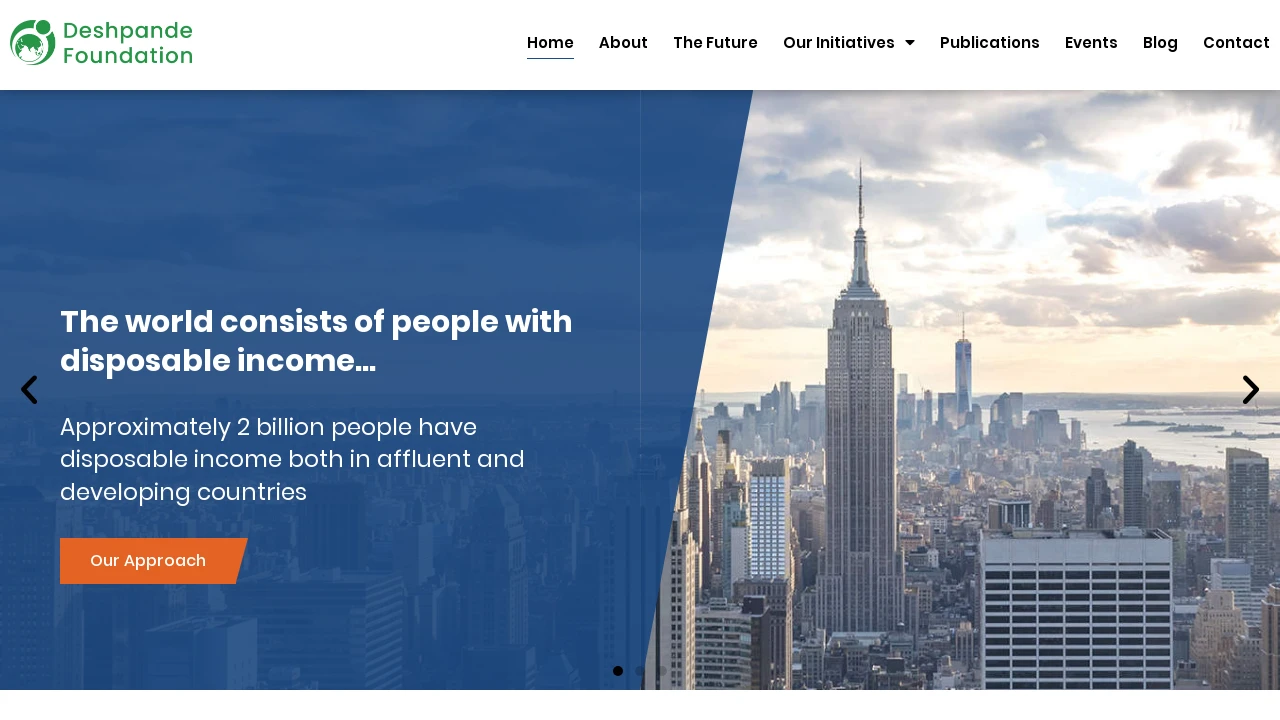 Deshpande
Foundation
Home About The Future Our Initiatives Publications Events Blog Contact
The world consists of people with
disposable income...
Approximately 2 billion people have
disposable income both in affluent and
developing countries
Our Approach